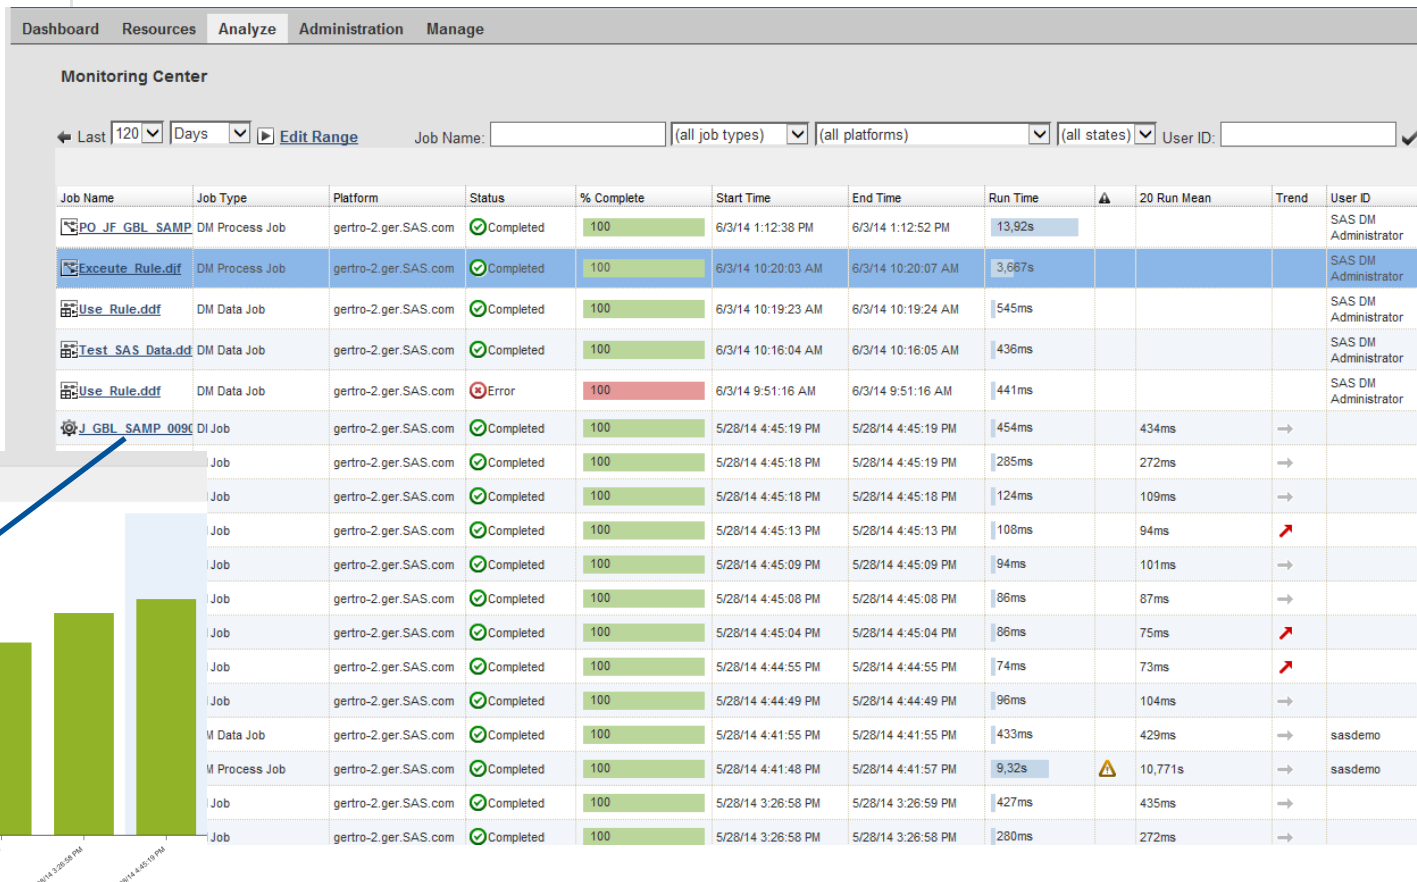 Dashboard Resources Analyze Administration Manage
Monitoring Center
Last 120 Days Edit Range Job Name: (all job types) (all platforms) (all states) User ID:
Job Name Job Type Platform Status % Complete Start Time End Time Run Time 20 Run Mean Trend User ID
PO_JF_GBL_SAMP DM Process Job gertro-2.ger.SAS.com Completed 100 6/3/14 1:12:38 PM 6/3/14 1:12:52 PM 13,92s SAS DM
Administrator
Exceute_Rule.djf DM Process Job gertro-2.ger.SAS.com Completed 100 6/3/14 10:20:03 AM 6/3/14 10:20:07 AM 3,667s SAS DM
Administrator
Use_Rule.ddf DM Data Job gertro-2.ger.SAS.com Completed 100 6/3/14 10:19:23 AM 6/3/14 10:19:24 AM 545ms SAS DM
Administrator
Test_SAS_Data.dd DM Data Job gertro-2.ger.SAS.com Completed 100 6/3/14 10:16:04 AM 6/3/14 10:16:05 AM 436ms SAS DM
Administrator
Use_Rule.ddf DM Data Job gertro-2.ger.SAS.com Error 100 6/3/14 9:51:16 AM 6/3/14 9:51:16 AM 441ms SAS DM
Administrator
J_GBL_SAMP_0090 DI Job gertro-2.ger.SAS.com Completed 100 5/28/14 4:45:19 PM 5/28/14 4:45:19 PM 454ms 434ms
Job gertro-2.ger.SAS.com Completed 100 5/28/14 4:45:18 PM 5/28/14 4:45:19 PM 285ms 272ms
Job gertro-2.ger.SAS.com Completed 100 5/28/14 4:45:18 PM 5/28/14 4:45:18 PM 124ms 109ms
Job gertro-2.ger.SAS.com Completed 100 5/28/14 4:45:13 PM 5/28/14 4:45:13 PM 108ms 94ms
Job gertro-2.ger.SAS.com Completed 100 5/28/14 4:45:09 PM 5/28/14 4:45:09 PM 94ms 101ms
Job gertro-2.ger.SAS.com Completed 100 5/28/14 4:45:08 PM 5/28/14 4:45:08 PM 86ms 87ms
Job gertro-2.ger.SAS.com Completed 100 5/28/14 4:45:04 PM 5/28/14 4:45:04 PM 86ms 75ms
Job gertro-2.ger.SAS.com Completed 100 5/28/14 4:44:55 PM 5/28/14 4:44:55 PM 74ms 73ms
Job gertro-2.ger.SAS.com Completed 100 5/28/14 4:44:49 PM 5/28/14 4:44:49 PM 96ms 104ms
M Data Job gertro-2.ger.SAS.com Completed 100 5/28/14 4:41:55 PM 5/28/14 4:41:55 PM 433ms 429ms sasdemo
M Process Job gertro-2.ger.SAS.com Completed 100 5/28/14 4:41:48 PM 5/28/14 4:41:57 PM 9,32s 10,771s sasdemo
Job gertro-2.ger.SAS.com Completed 100 5/28/14 3:26:58 PM 5/28/14 3:26:59 PM 427ms 435ms
Job gertro-2.ger.SAS.com Completed 100 5/28/14 3:26:58 PM 5/28/14 3:26:58 PM 280ms 272ms
3:26:58 PM
4:45:19 PM